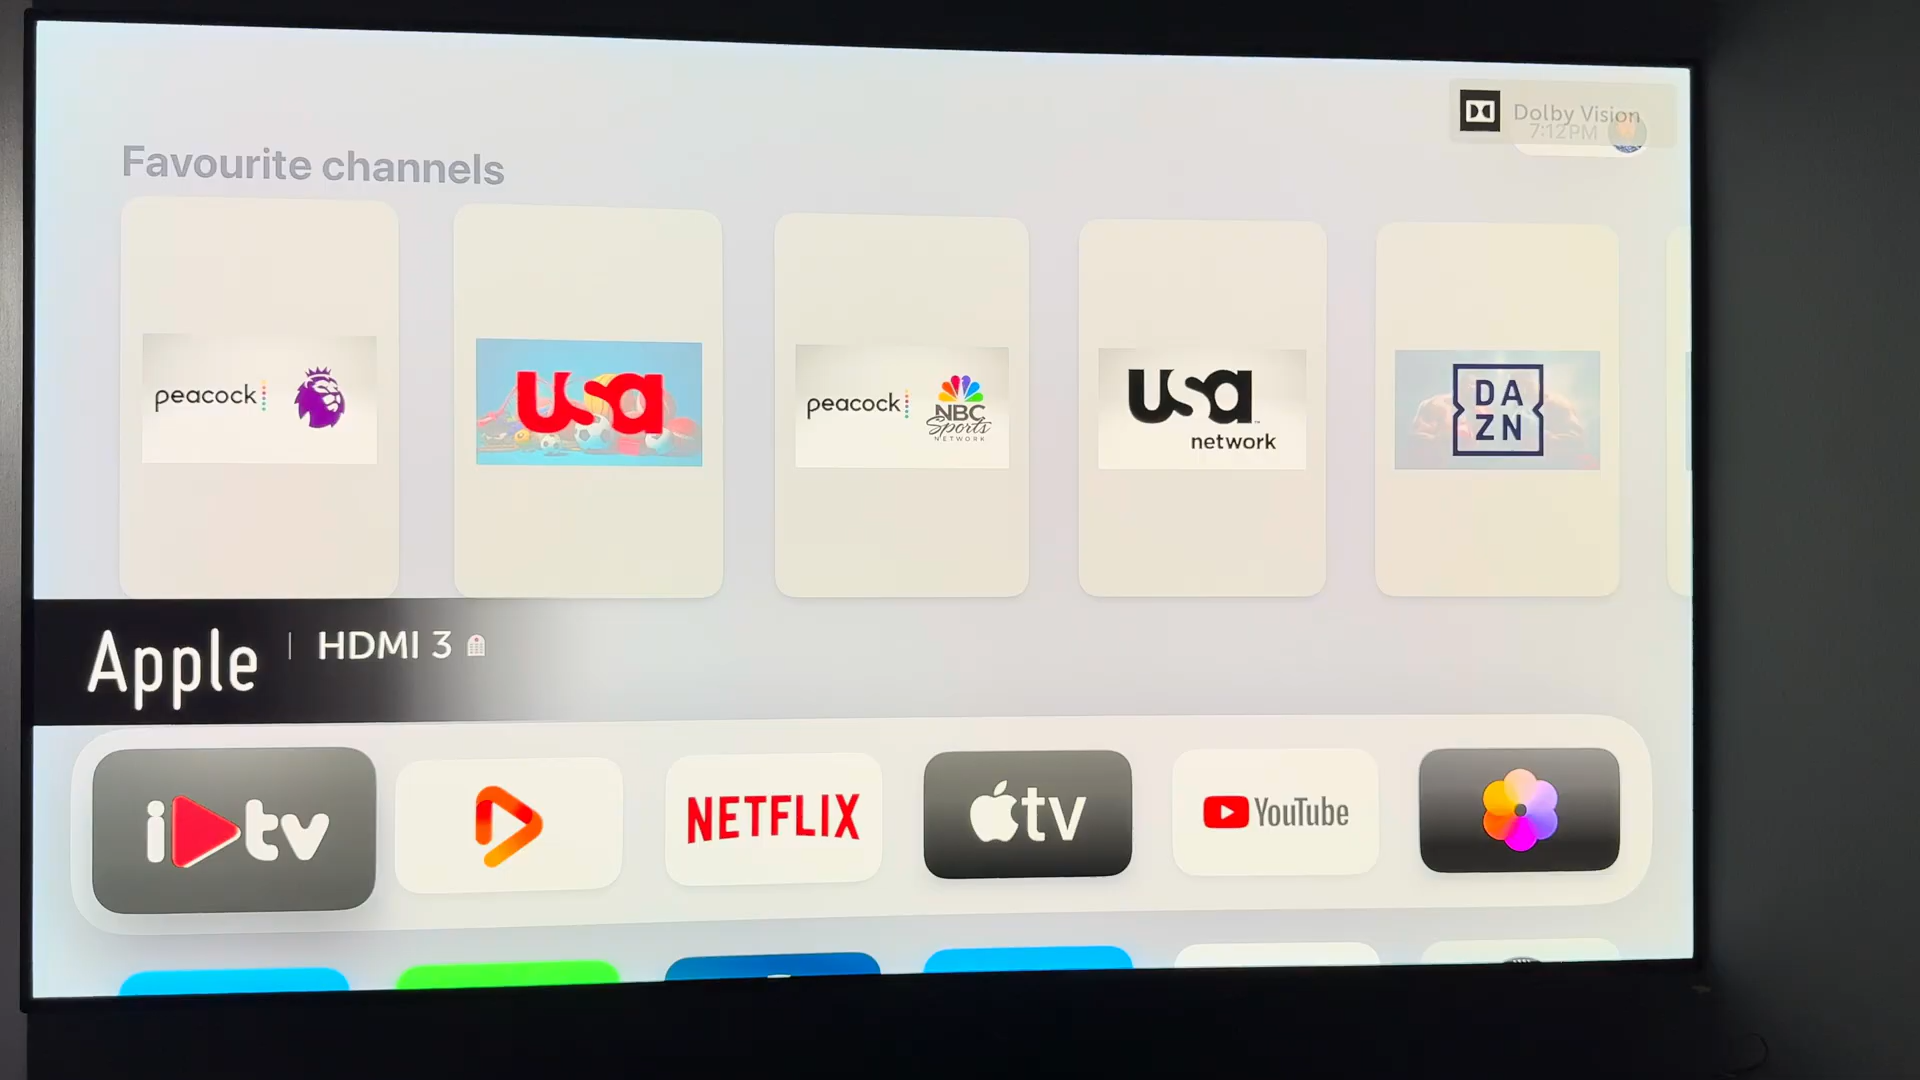 Dolby Vision
7:12PM
Favourite channels
peacock
usa
peacock
NBC
Sports
NETWORK
usa
network
DA
ZN
Apple | HDMI 3
i tv
NETFLIX
tv
YouTube